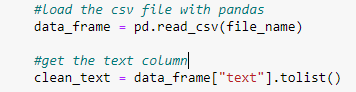 #load the csv file with pandas
data_frame = pd.read_csv(file_name)
#get the text column
clean_text = data_frame["text"].tolist()